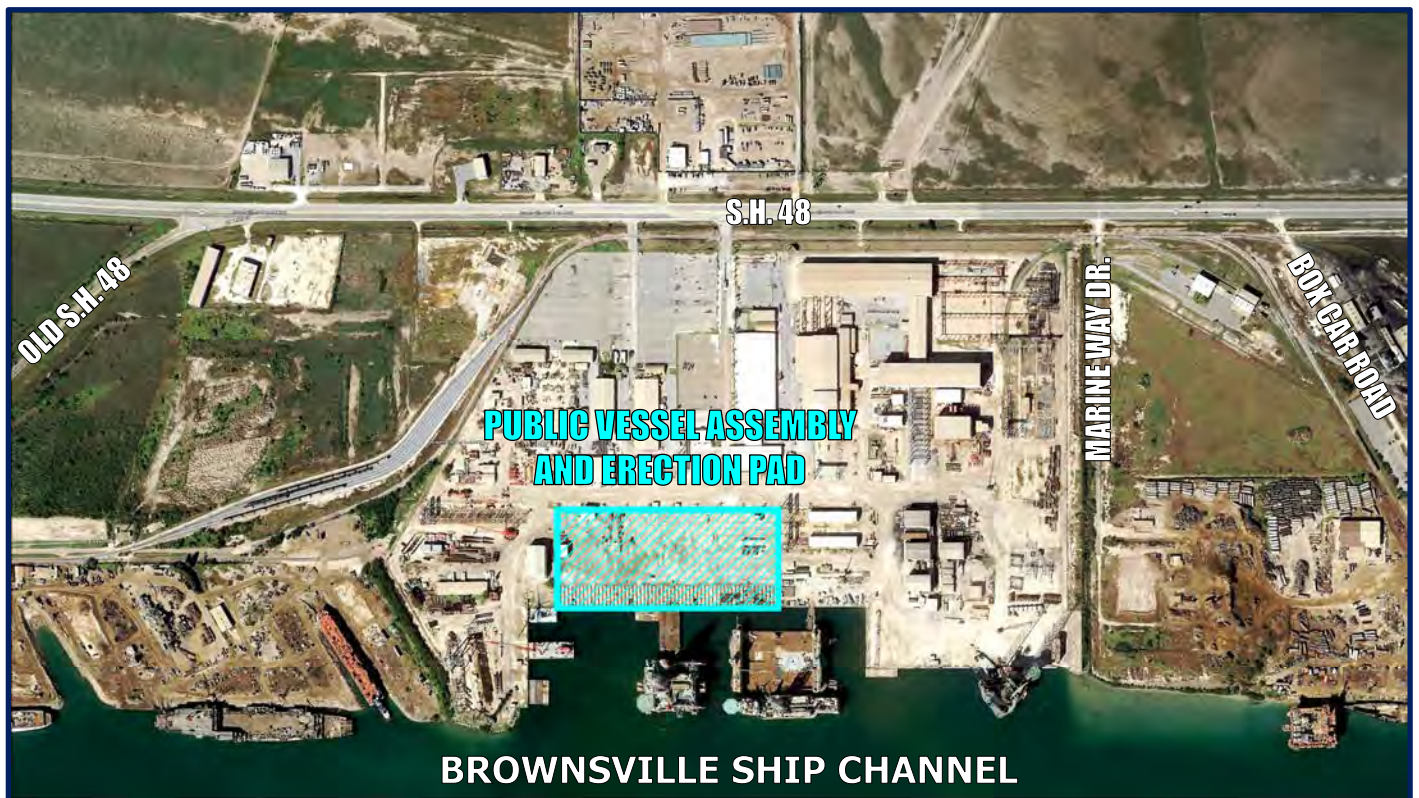 S.H. 48
OLD S.H. 48
MARINE WAY DR.
BOX CAR ROAD
PUBLIC VESSEL ASSEMBLY
AND ERECTION PAD
BROWNSVILLE SHIP CHANNEL